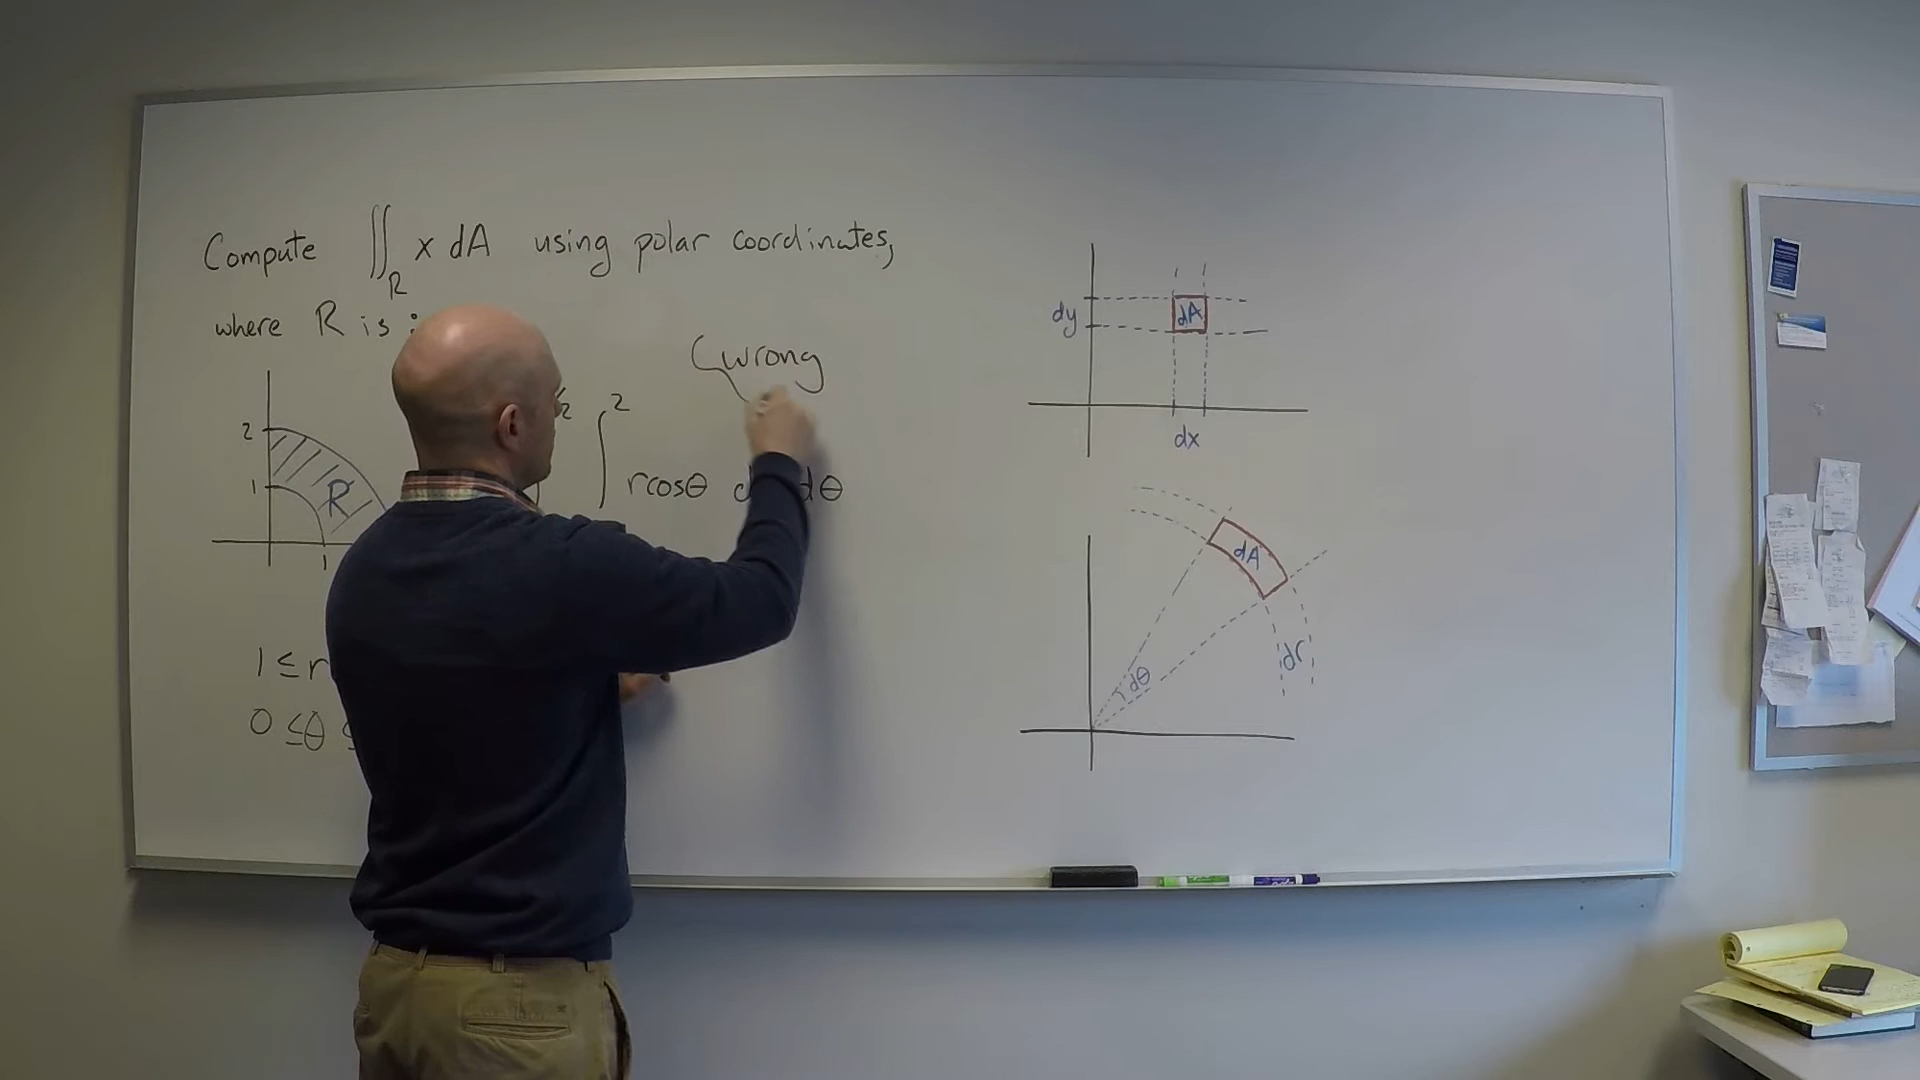 Compute ∬_R x dA using polar coordinates,
where R is :
wrong
2
1
R
1
2 ∫ 2
rcosθ dθ
1 ≤ r
0 ≤ θ ≤
dy
dA
dx
dA
dθ
dr